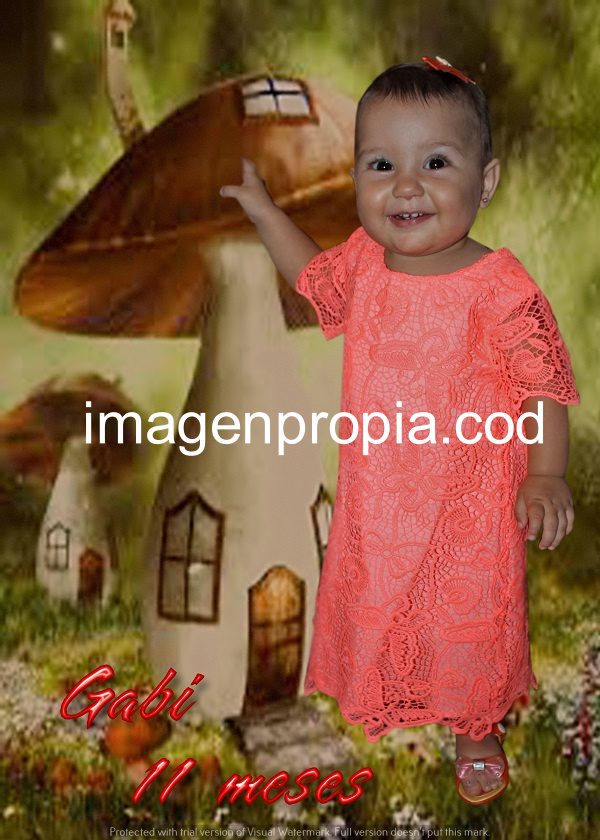 imagenpropia.cod
Gabi
11 meses
Protected with trial version of Visual Watermark. Full version doesn't put this mark.